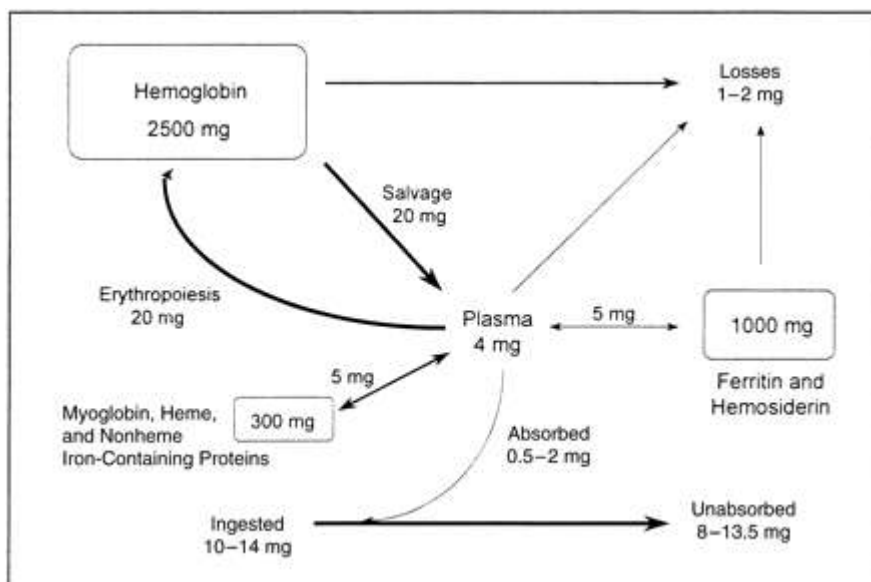 Hemoglobin
2500 mg
Losses
1–2 mg
Salvage
20 mg
Erythropoiesis
20 mg
Plasma
4 mg
5 mg
1000 mg
Ferritin and
Hemosiderin
5 mg
Myoglobin, Heme,
and Nonheme
Iron-Containing Proteins
300 mg
Absorbed
0.5–2 mg
Ingested
10–14 mg
Unabsorbed
8–13.5 mg